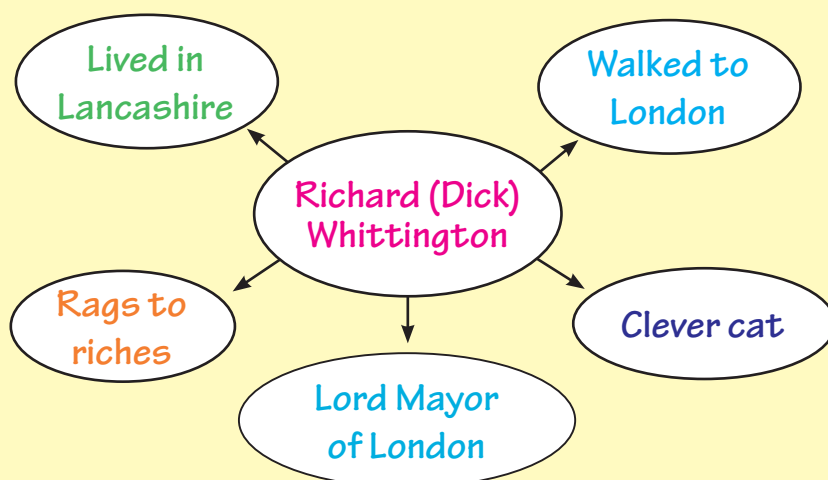 Lived in
Lancashire
Walked to
London
Richard (Dick)
Whittington
Rags to
riches
Clever cat
Lord Mayor
of London